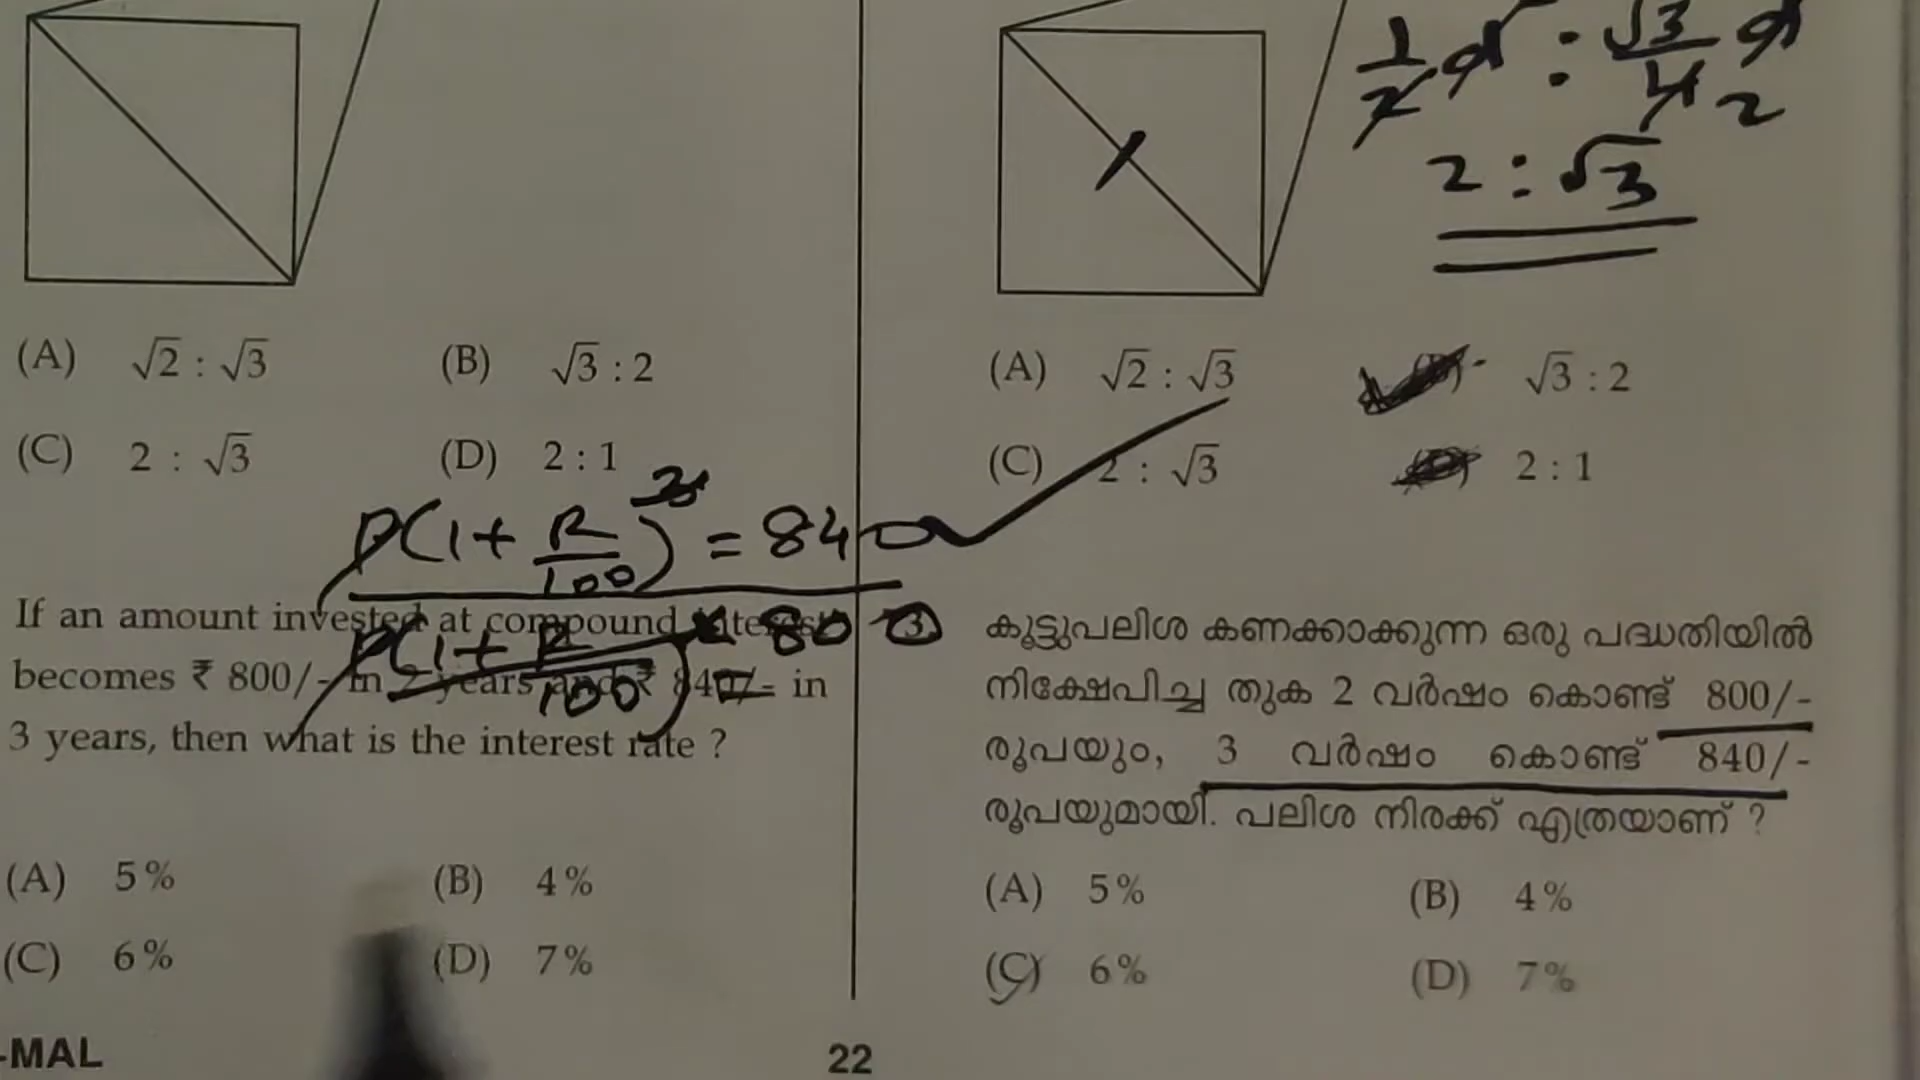 (A) √2 : √3 (B) √3 : 2
(C) 2 : √3 (D) 2 : 1
P(1 + R/100)³ = 840
P(1 + R/100) 800
If an amount invested at compound interest
becomes ₹ 800/- in 2 years and ₹ 840/- in
3 years, then what is the interest rate ?
(A) 5% (B) 4%
(C) 6% (D) 7%
1/2 : √3/4 2
2 : √3
(A) √2 : √3 √3 : 2
(C) 2 : √3 2 : 1
കൂട്ടുപലിശ കണക്കാക്കുന്ന ഒരു പദ്ധതിയിൽ
നിക്ഷേപിച്ച തുക 2 വർഷം കൊണ്ട് 800/-
രൂപയും, 3 വർഷം കൊണ്ട് 840/-
രൂപയുമായി. പലിശ നിരക്ക് എത്രയാണ് ?
(A) 5% (B) 4%
(C) 6% (D) 7%
-MAL 22